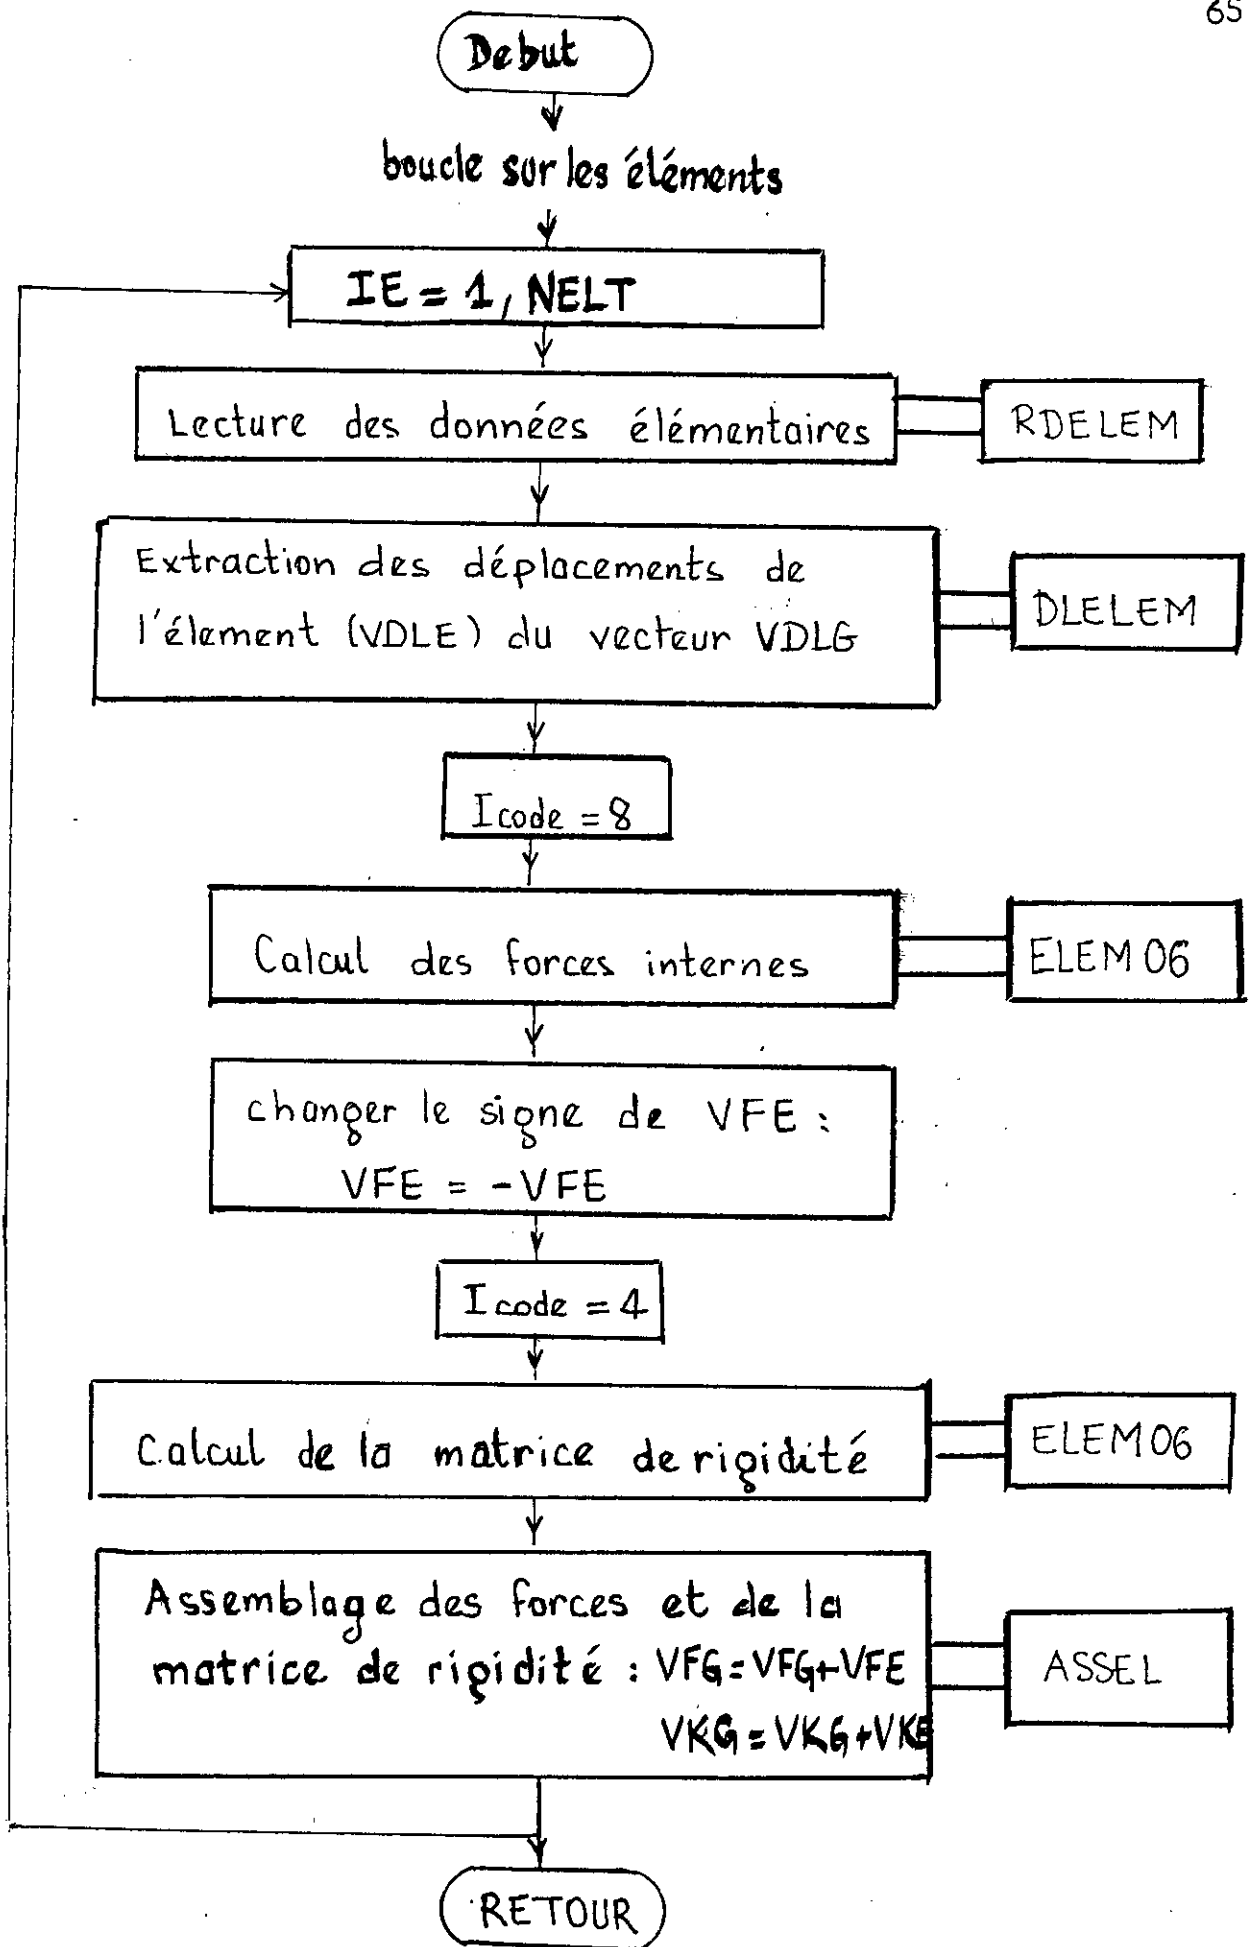 65
Debut
boucle sur les éléments
IE = 1, NELT
Lecture des données élémentaires
RDELEM
Extraction des déplacements de
l'élement (VDLE) du vecteur VDLG
DLELEM
Icode = 8
Calcul des forces internes
ELEM 06
changer le signe de VFE :
VFE = -VFE
Icode = 4
Calcul de la matrice de rigidité
ELEM06
Assemblage des forces et de la
matrice de rigidité : VFG=VFG+VFE
VKG=VKG+VKE
ASSEL
RETOUR